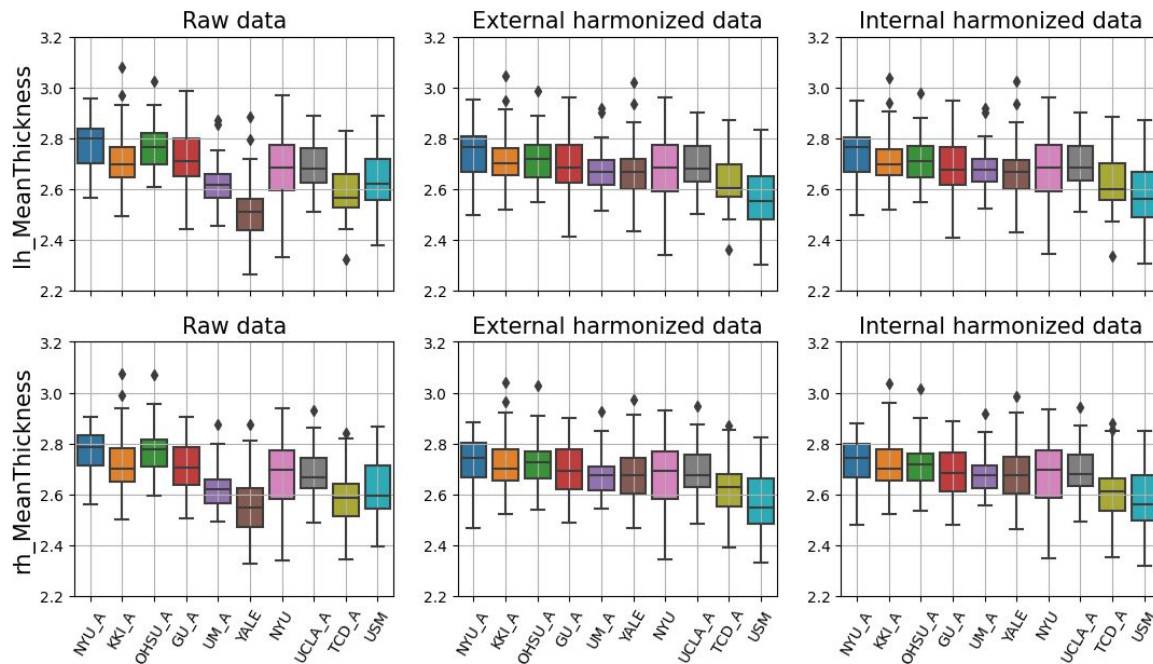 Raw data
External harmonized data
Internal harmonized data
lh_MeanThickness
3.2
3.0
2.8
2.6
2.4
2.2
3.2
3.0
2.8
2.6
2.4
2.2
3.2
3.0
2.8
2.6
2.4
2.2
Raw data
External harmonized data
Internal harmonized data
rh_MeanThickness
3.2
3.0
2.8
2.6
2.4
2.2
3.2
3.0
2.8
2.6
2.4
2.2
3.2
3.0
2.8
2.6
2.4
2.2
NYU_A
KKI_A
OHSU_A
GU_A
UM_A
YALE
NYU
UCLA_A
TCD_A
USM
NYU_A
KKI_A
OHSU_A
GU_A
UM_A
YALE
NYU
UCLA_A
TCD_A
USM
NYU_A
KKI_A
OHSU_A
GU_A
UM_A
YALE
NYU
UCLA_A
TCD_A
USM